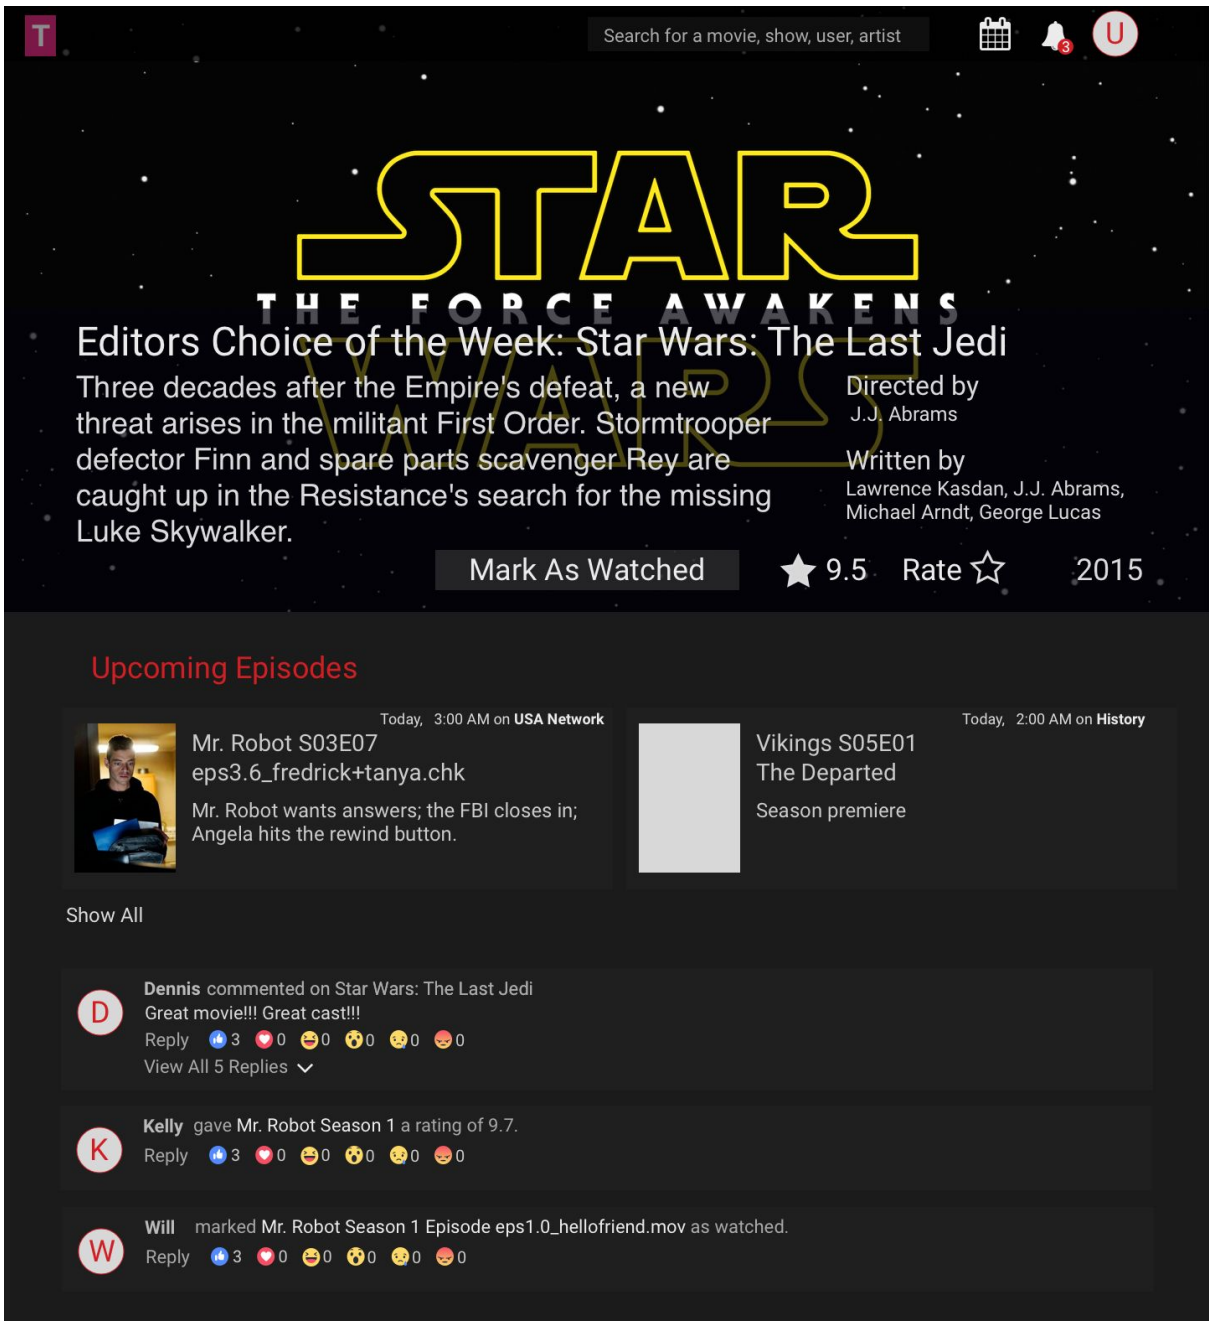 T
Search for a movie, show, user, artist
3
U
STAR
THE FORCE AWAKENS
WARS
Editors Choice of the Week: Star Wars: The Last Jedi
Three decades after the Empire's defeat, a new
threat arises in the militant First Order. Stormtrooper
defector Finn and spare parts scavenger Rey are
caught up in the Resistance's search for the missing
Luke Skywalker.
Directed by
J.J. Abrams
Written by
Lawrence Kasdan, J.J. Abrams,
Michael Arndt, George Lucas
Mark As Watched
9.5
Rate
2015
Upcoming Episodes
Today, 3:00 AM on USA Network
Mr. Robot S03E07
eps3.6_fredrick+tanya.chk
Mr. Robot wants answers; the FBI closes in;
Angela hits the rewind button.
Today, 2:00 AM on History
Vikings S05E01
The Departed
Season premiere
Show All
D
Dennis commented on Star Wars: The Last Jedi
Great movie!!! Great cast!!!
Reply 3 0 0 0 0 0
View All 5 Replies
K
Kelly gave Mr. Robot Season 1 a rating of 9.7.
Reply 3 0 0 0 0 0
W
Will marked Mr. Robot Season 1 Episode eps1.0_hellofriend.mov as watched.
Reply 3 0 0 0 0 0